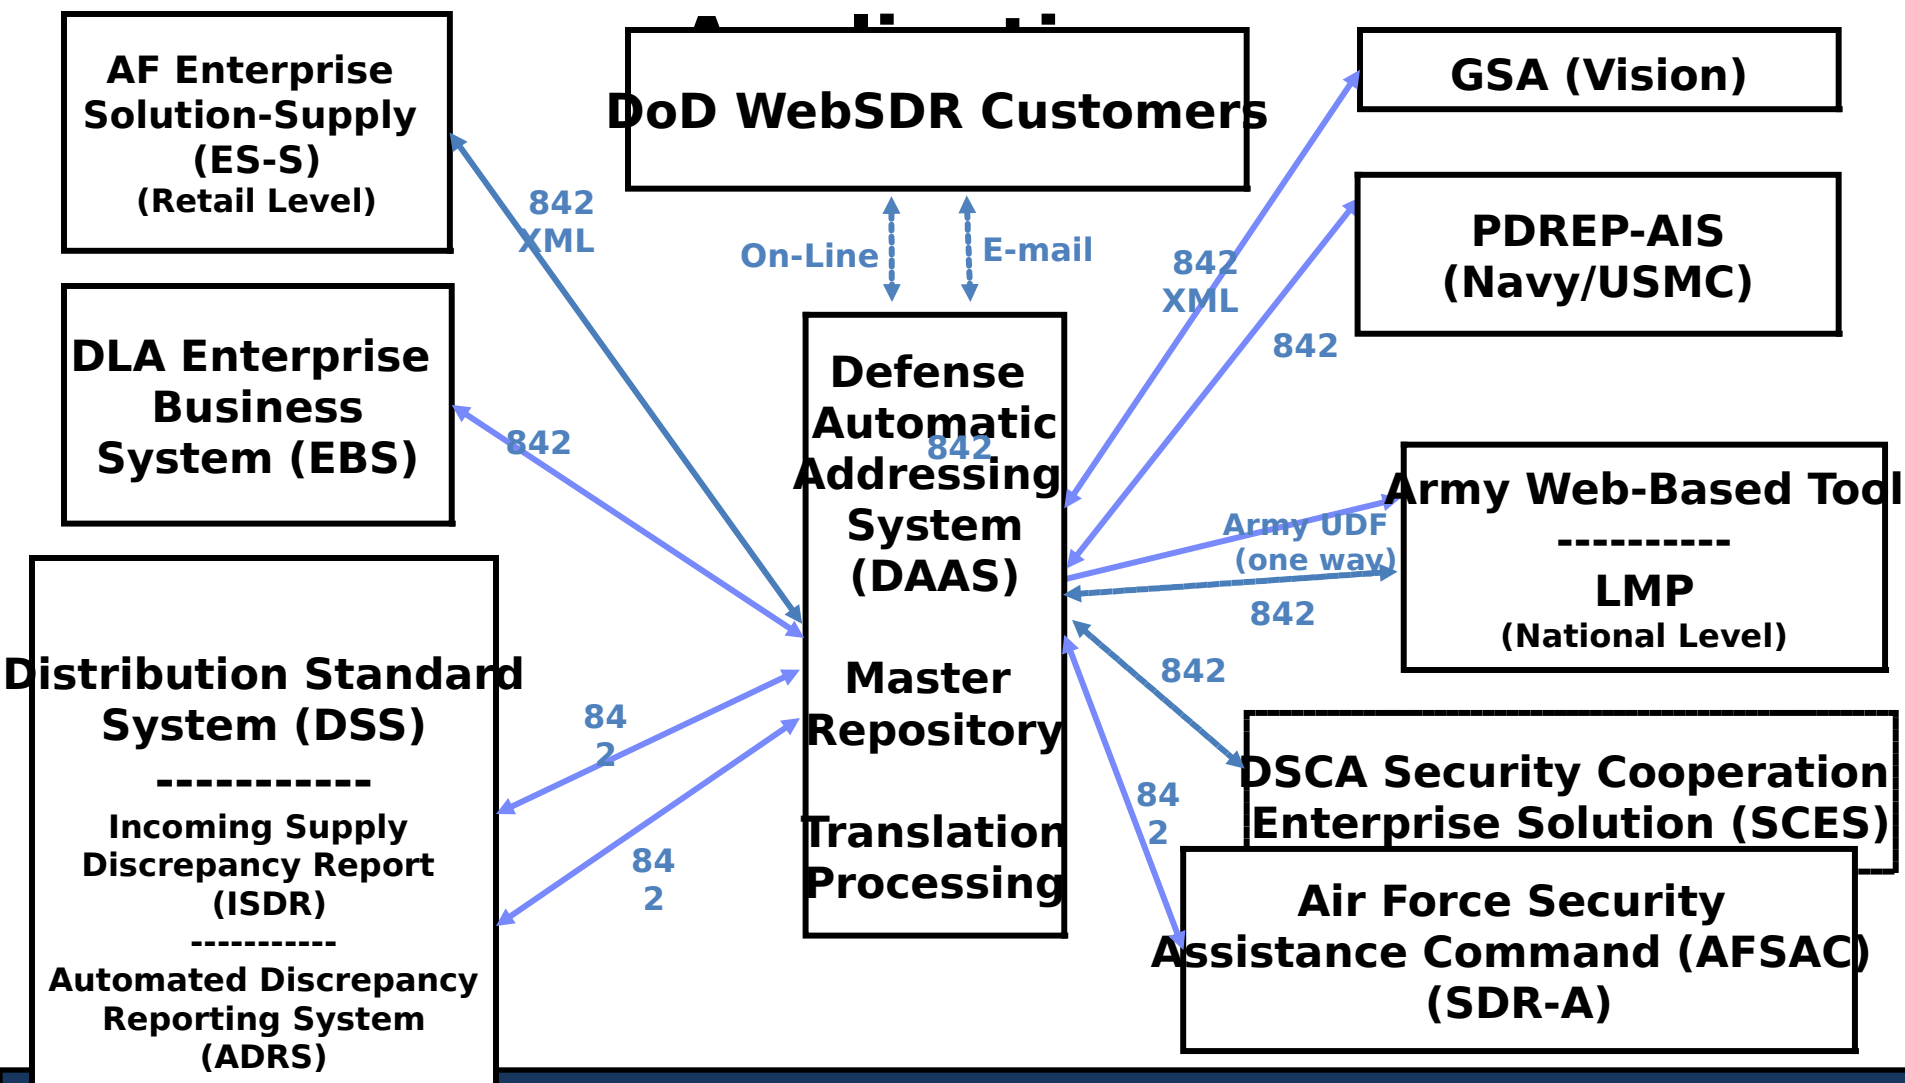 AF Enterprise
Solution-Supply
(ES-S)
(Retail Level)
DoD WebSDR Customers
GSA (Vision)
PDREP-AIS
(Navy/USMC)
842
XML
On-Line
E-mail
842
XML
842
DLA Enterprise
Business
System (EBS)
842
Defense
Automatic
842
Addressing
System
(DAAS)
Master
Repository
Translation
Processing
Army Web-Based Tool
----------
LMP
(National Level)
Army UDF
(one way)
842
842
Distribution Standard
System (DSS)
-----------
Incoming Supply
Discrepancy Report
(ISDR)
-----------
Automated Discrepancy
Reporting System
(ADRS)
84
2
84
2
84
2
DSCA Security Cooperation
Enterprise Solution (SCES)
Air Force Security
Assistance Command (AFSAC)
(SDR-A)